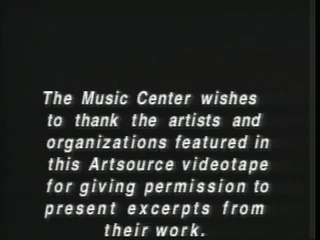 The Music Center wishes
to thank the artists and
organizations featured in
this Artsource videotape
for giving permission to
present excerpts from
their work.